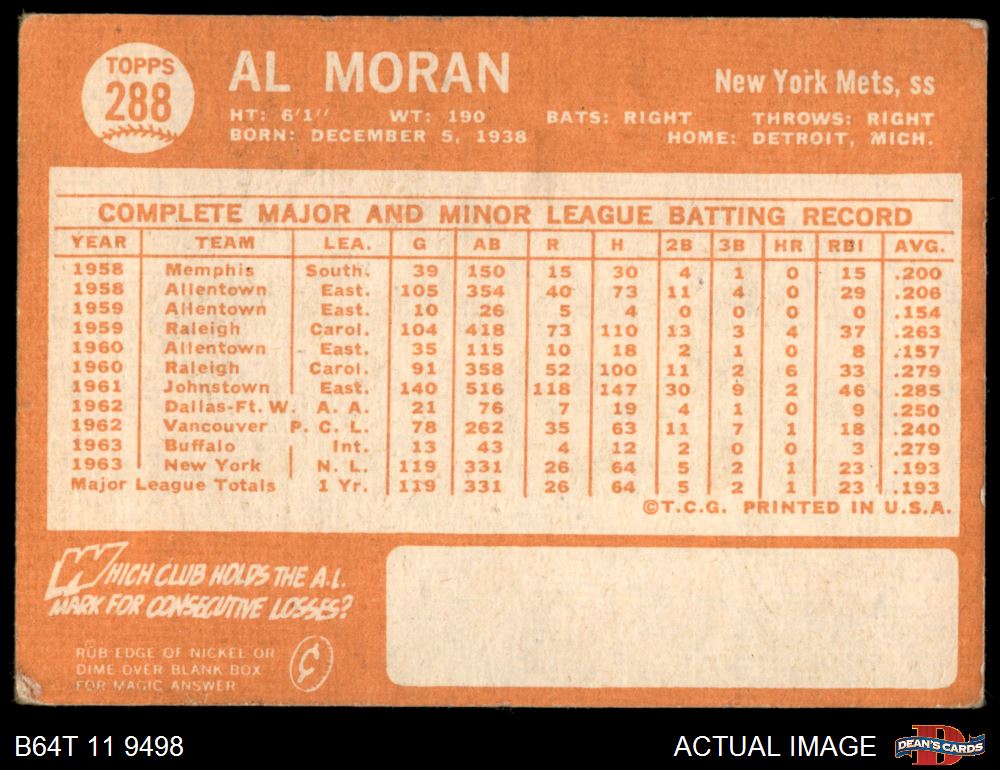 TOPPS
288
AL MORAN
New York Mets, ss
HT: 6'1" WT: 190 BATS: RIGHT THROWS: RIGHT
BORN: DECEMBER 5, 1938 HOME: DETROIT, MICH.
COMPLETE MAJOR AND MINOR LEAGUE BATTING RECORD
YEAR TEAM LEA. G AB R H 2B 3B HR RBI AVG.
1958 Memphis South. 39 150 15 30 4 1 0 15 .200
1958 Allentown East. 105 354 40 73 11 4 0 29 .206
1959 Allentown East. 10 26 5 4 0 0 0 0 .154
1959 Raleigh Carol. 104 418 73 110 13 3 4 37 .263
1960 Allentown East. 35 115 10 18 2 1 0 8 .157
1960 Raleigh Carol. 91 358 52 100 11 2 6 33 .279
1961 Johnstown East. 140 516 118 147 30 9 2 46 .285
1962 Dallas-Ft. W. A. A. 21 76 7 19 4 1 0 9 .250
1962 Vancouver P. C. L. 78 262 35 63 11 7 1 18 .240
1963 Buffalo Int. 13 43 4 12 2 0 0 3 .279
1963 New York N. L. 119 331 26 64 5 2 1 23 .193
Major League Totals 1 Yr. 119 331 26 64 5 2 1 23 .193
©T.C.G. PRINTED IN U.S.A.
WHICH CLUB HOLDS THE A.L.
MARK FOR CONSECUTIVE LOSSES?
RUB EDGE OF NICKEL OR
DIME OVER BLANK BOX
FOR MAGIC ANSWER
¢
B64T 11 9498
ACTUAL IMAGE
D
DEAN'S CARDS